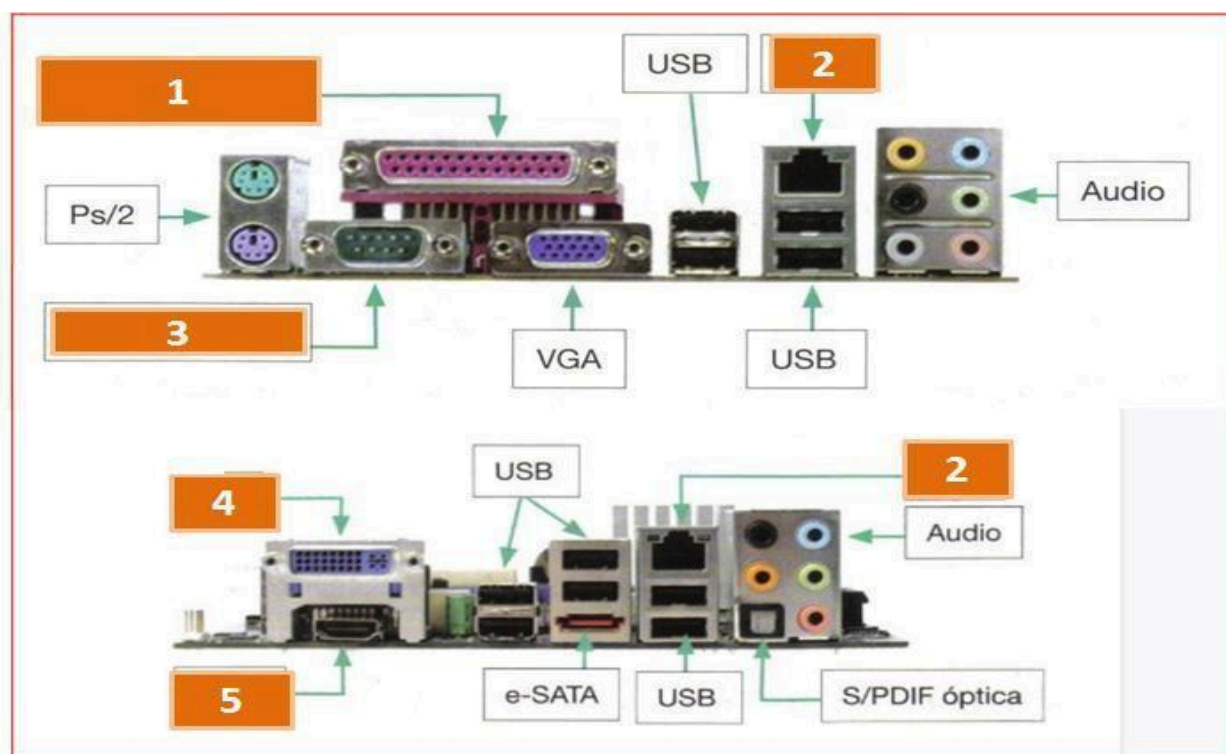 1
USB
2
Ps/2
Audio
3
VGA
USB
4
USB
2
Audio
5
e-SATA
USB
S/PDIF óptica